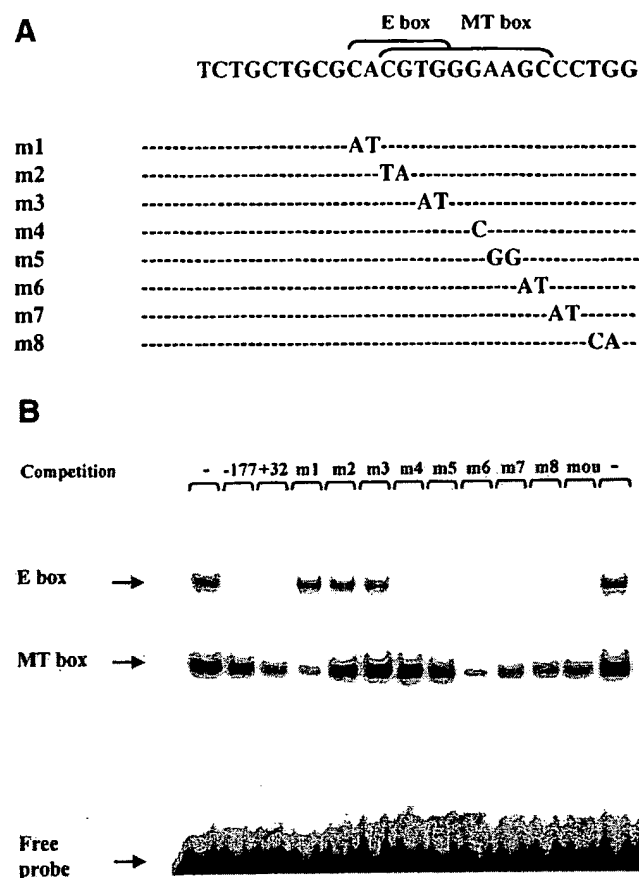 A
E box MT box
TCTGCTGCGCACGTGGGAAGCCCTGG
m1 --------------------------AT--------------------------------
m2 ------------------------------TA----------------------------
m3 -----------------------------------AT-----------------------
m4 ------------------------------------------C-----------------
m5 --------------------------------------------GG--------------
m6 ------------------------------------------------AT----------
m7 ----------------------------------------------------AT------
m8 ---------------------------------------------------------CA--
B
Competition - -177 +32 m1 m2 m3 m4 m5 m6 m7 m8 mou -
E box →
MT box →
Free
probe →